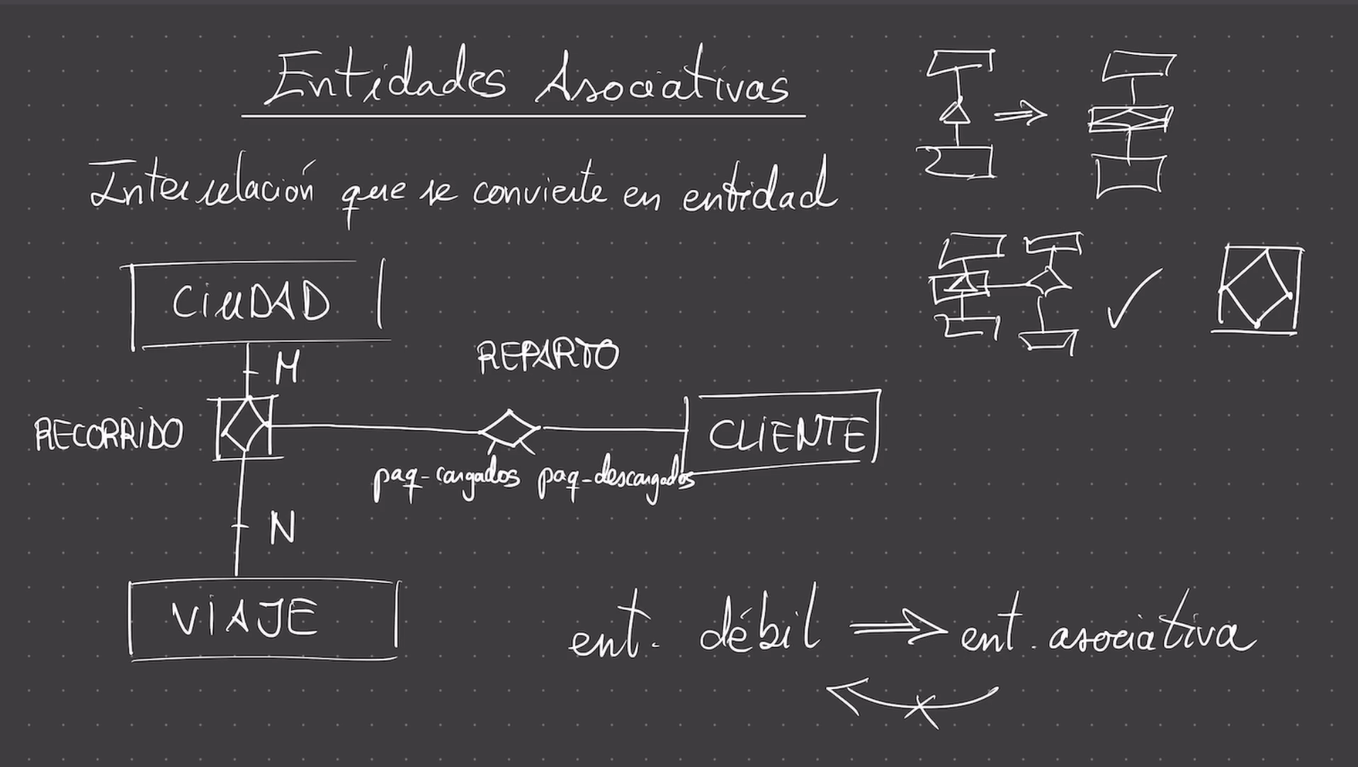 Entidades Asociativas
Interrelación que se convierte en entidad
CiUDAD
M
REPARTO
RECORRIDO
CLIENTE
paq-cargados paq-descargados
N
VIAJE
ent. débil ⇒ ent. asociativa